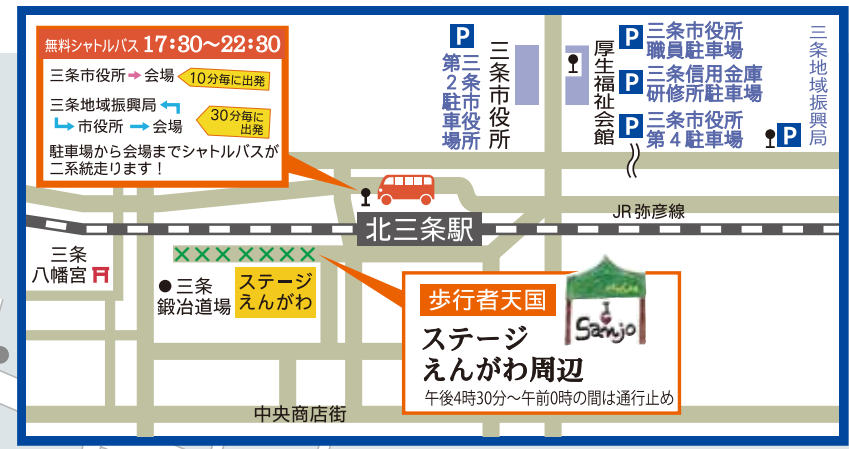 無料シャトルバス 17:30〜22:30
三条市役所 → 会場
10分毎に出発
三条地域振興局
市役所 → 会場
30分毎に
出発
駐車場から会場までシャトルバスが
二系統走ります！
P
三条市役所
第2駐車場
三条市役所
厚生福祉会館
P 三条市役所
職員駐車場
P 三条信用金庫
研修所駐車場
P 三条市役所
第4駐車場
P
三条地域振興局
JR弥彦線
北三条駅
三条
八幡宮
三条
鍛冶道場
ステージ
えんがわ
歩行者天国
Sanjo
ステージ
えんがわ周辺
午後4時30分〜午前0時の間は通行止め
中央商店街